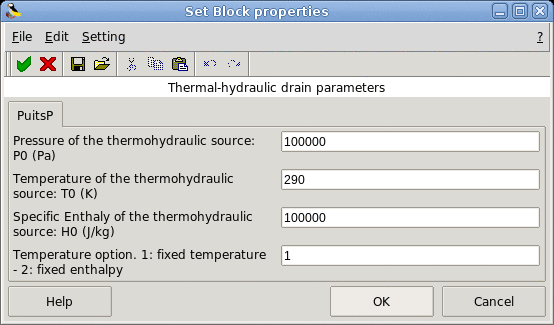 Set Block properties
File Edit Setting ?
Thermal-hydraulic drain parameters
PuitsP
Pressure of the thermohydraulic source:
P0 (Pa)
100000
Temperature of the thermohydraulic
source: T0 (K)
290
Specific Enthaly of the thermohydraulic
source: H0 (J/kg)
100000
Temperature option. 1: fixed temperature
- 2: fixed enthalpy
1
Help OK Cancel